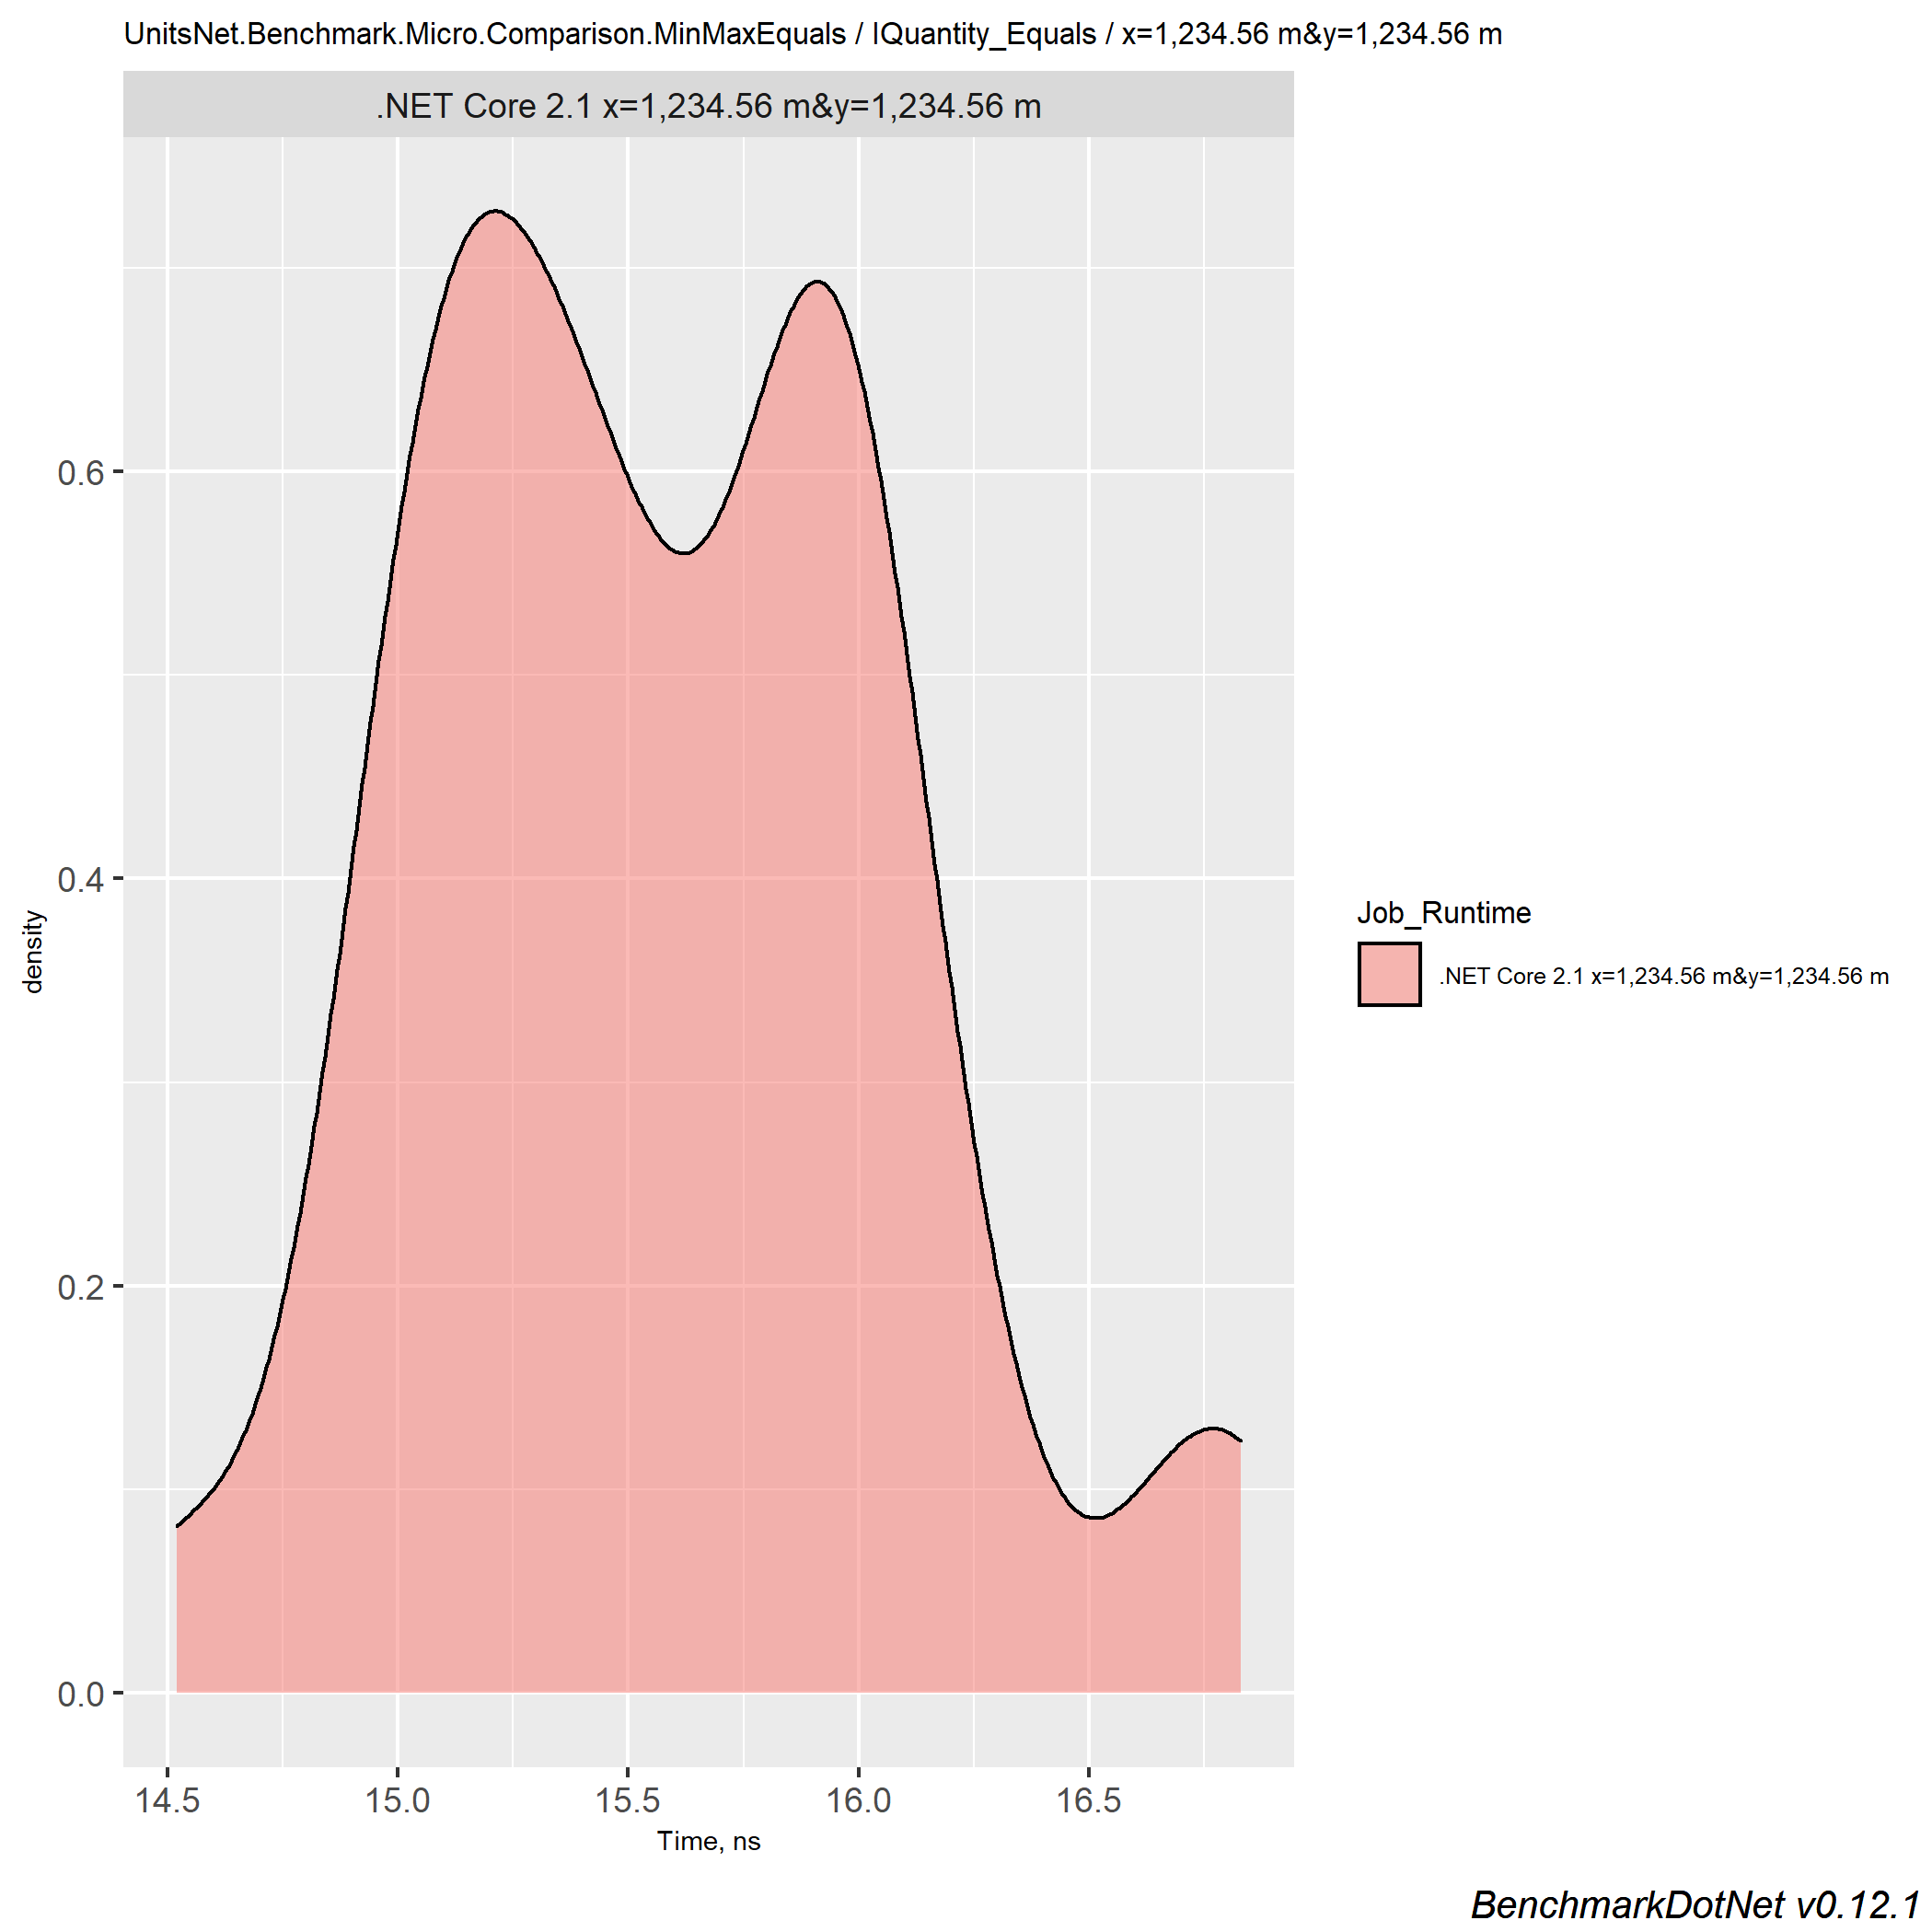 UnitsNet.Benchmark.Micro.Comparison.MinMaxEquals / IQuantity_Equals / x=1,234.56 m&y=1,234.56 m
.NET Core 2.1 x=1,234.56 m&y=1,234.56 m
0.6
0.4
0.2
0.0
density
14.5 15.0 15.5 16.0 16.5
Time, ns
Job_Runtime
.NET Core 2.1 x=1,234.56 m&y=1,234.56 m
BenchmarkDotNet v0.12.1